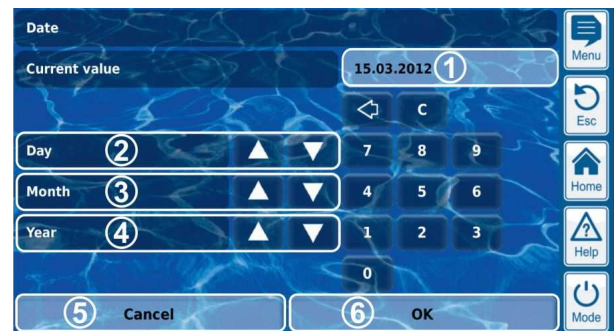 Date
Menu
Current value
15.03.2012 1
C
Esc
Day 2
7 8 9
Month 3
4 5 6
Home
Year 4
1 2 3
Help
0
5 Cancel
6 OK
Mode